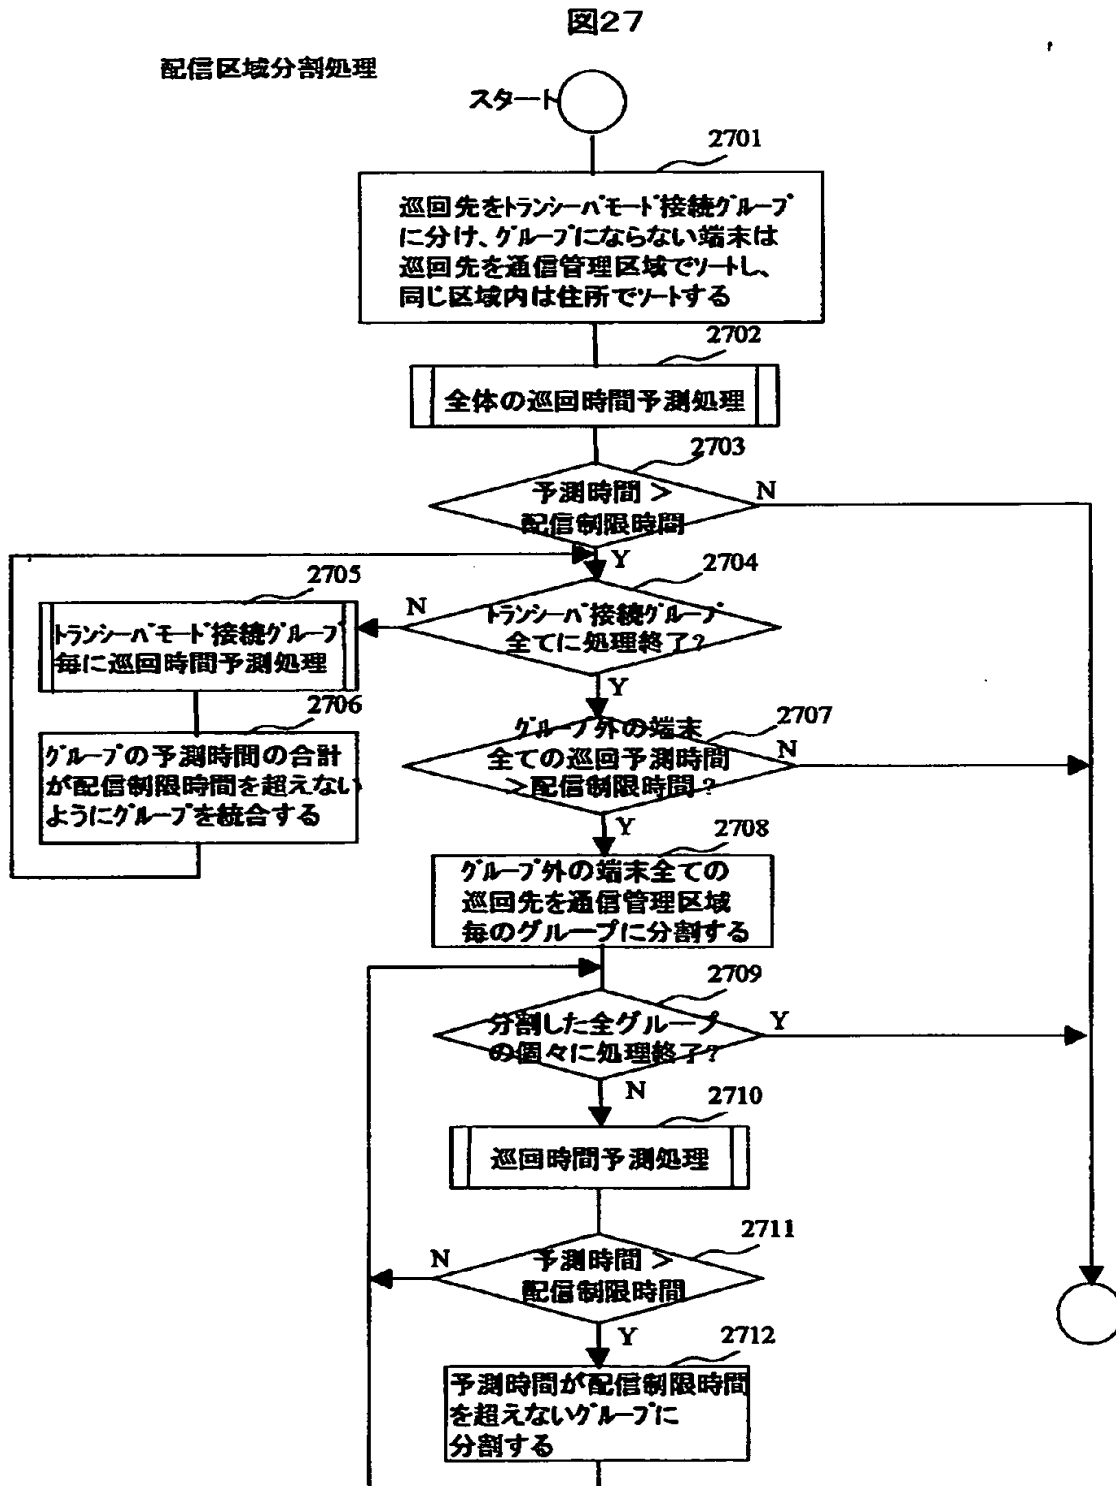 図27
配信区域分割処理
スタート
2701
巡回先をトランシーバモード接続グループ
に分け、グループにならない端末は
巡回先を通信管理区域でソートし、
同じ区域内は住所でソートする
2702
全体の巡回時間予測処理
2703
予測時間 >
配信制限時間
N
Y
2704
トランシーバ接続グループ
全てに処理終了?
N
Y
2705
トランシーバモード接続グループ
毎に巡回時間予測処理
2706
グループの予測時間の合計
が配信制限時間を超えない
ようにグループを統合する
2707
グループ外の端末
全ての巡回予測時間
>配信制限時間?
N
Y
2708
グループ外の端末全ての
巡回先を通信管理区域
毎のグループに分割する
2709
分割した全グループ
の個々に処理終了?
Y
N
2710
巡回時間予測処理
2711
予測時間 >
配信制限時間
N
Y
2712
予測時間が配信制限時間
を超えないグループに
分割する